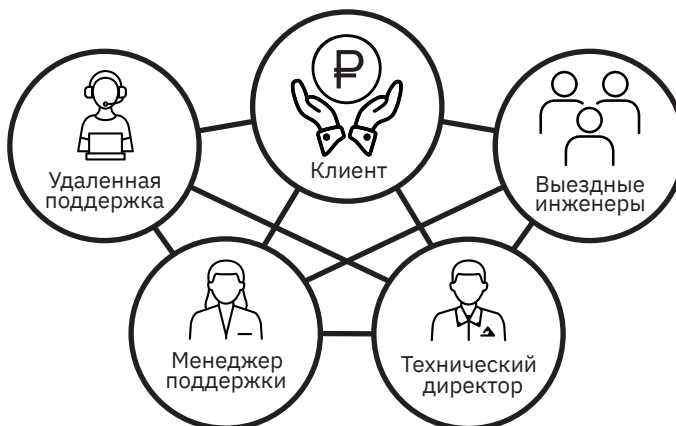 ₽
Клиент
Удаленная
поддержка
Выездные
инженеры
Менеджер
поддержки
Технический
директор